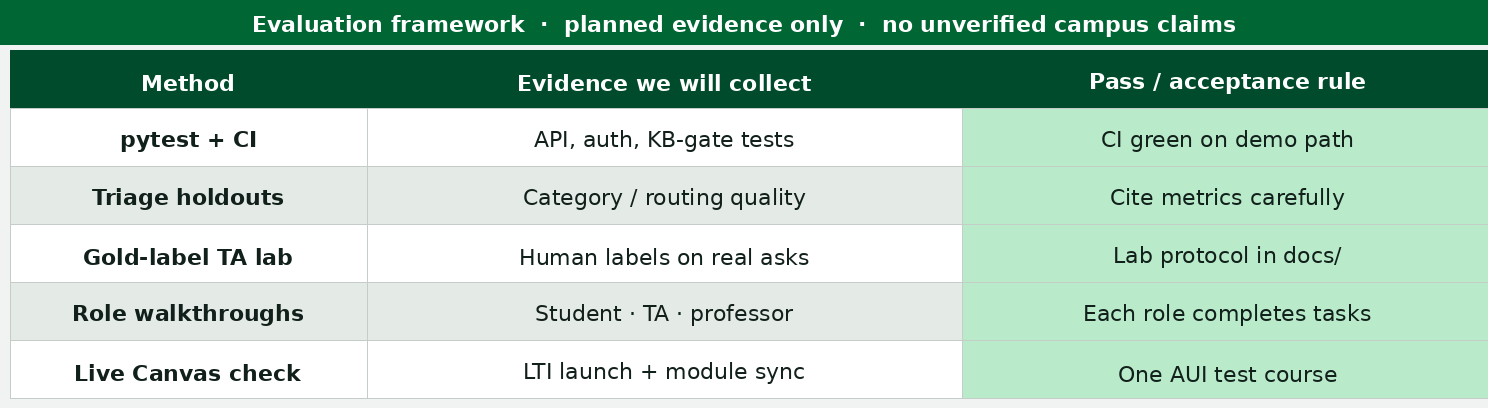 Evaluation framework · planned evidence only · no unverified campus claims
Method Evidence we will collect Pass / acceptance rule
pytest + CI API, auth, KB-gate tests CI green on demo path
Triage holdouts Category / routing quality Cite metrics carefully
Gold-label TA lab Human labels on real asks Lab protocol in docs/
Role walkthroughs Student · TA · professor Each role completes tasks
Live Canvas check LTI launch + module sync One AUI test course